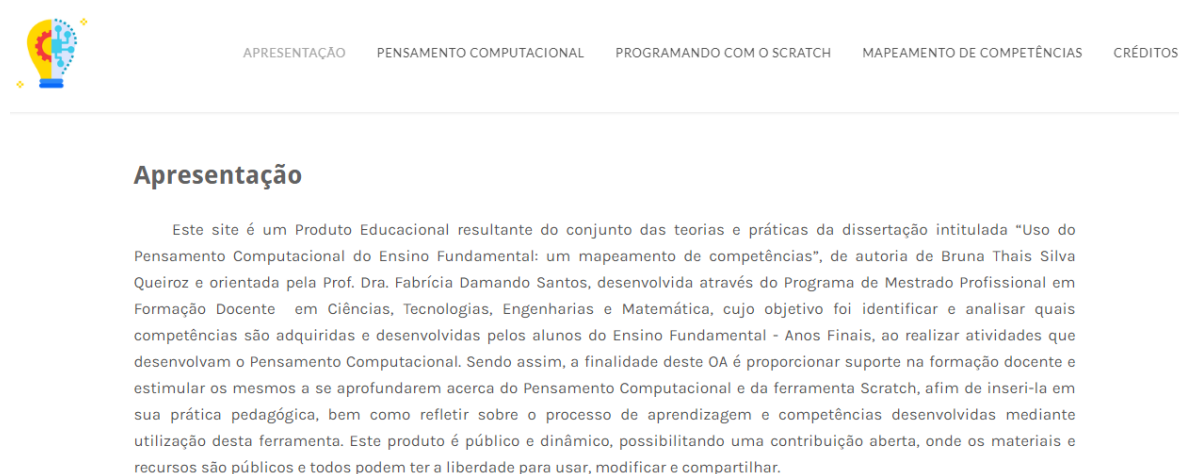 APRESENTAÇÃO PENSAMENTO COMPUTACIONAL PROGRAMANDO COM O SCRATCH MAPEAMENTO DE COMPETÊNCIAS CRÉDITOS
Apresentação
Este site é um Produto Educacional resultante do conjunto das teorias e práticas da dissertação intitulada “Uso do
Pensamento Computacional do Ensino Fundamental: um mapeamento de competências”, de autoria de Bruna Thais Silva
Queiroz e orientada pela Prof. Dra. Fabrícia Damando Santos, desenvolvida através do Programa de Mestrado Profissional em
Formação Docente em Ciências, Tecnologias, Engenharias e Matemática, cujo objetivo foi identificar e analisar quais
competências são adquiridas e desenvolvidas pelos alunos do Ensino Fundamental - Anos Finais, ao realizar atividades que
desenvolvam o Pensamento Computacional. Sendo assim, a finalidade deste OA é proporcionar suporte na formação docente e
estimular os mesmos a se aprofundarem acerca do Pensamento Computacional e da ferramenta Scratch, afim de inseri-la em
sua prática pedagógica, bem como refletir sobre o processo de aprendizagem e competências desenvolvidas mediante
utilização desta ferramenta. Este produto é público e dinâmico, possibilitando uma contribuição aberta, onde os materiais e
recursos são públicos e todos podem ter a liberdade para usar, modificar e compartilhar.